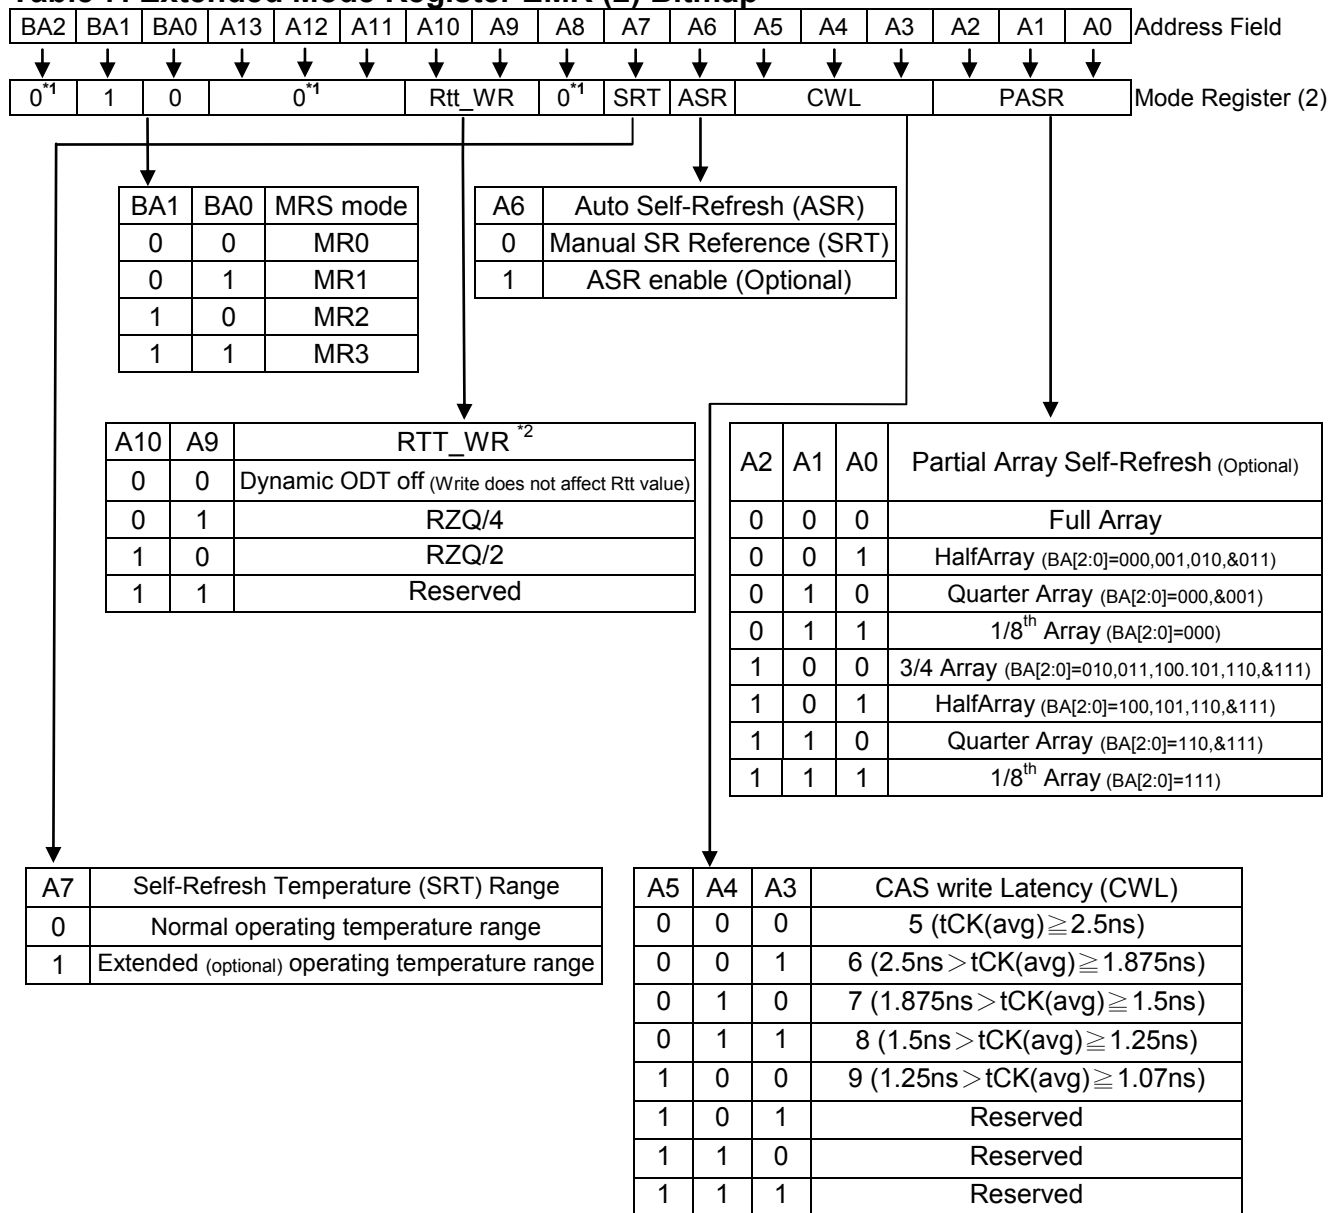 Table 7. Extended Mode Register EMR (2) Bitmap
BA2 BA1 BA0 A13 A12 A11 A10 A9 A8 A7 A6 A5 A4 A3 A2 A1 A0 Address Field
0*1 1 0 0*1 Rtt_WR 0*1 SRT ASR CWL PASR Mode Register (2)
BA1 BA0 MRS mode
0 0 MR0
0 1 MR1
1 0 MR2
1 1 MR3
A6 Auto Self-Refresh (ASR)
0 Manual SR Reference (SRT)
1 ASR enable (Optional)
A10 A9 RTT_WR *2
0 0 Dynamic ODT off (Write does not affect Rtt value)
0 1 RZQ/4
1 0 RZQ/2
1 1 Reserved
A2 A1 A0 Partial Array Self-Refresh (Optional)
0 0 0 Full Array
0 0 1 HalfArray (BA[2:0]=000,001,010,&011)
0 1 0 Quarter Array (BA[2:0]=000,&001)
0 1 1 1/8th Array (BA[2:0]=000)
1 0 0 3/4 Array (BA[2:0]=010,011,100.101,110,&111)
1 0 1 HalfArray (BA[2:0]=100,101,110,&111)
1 1 0 Quarter Array (BA[2:0]=110,&111)
1 1 1 1/8th Array (BA[2:0]=111)
A7 Self-Refresh Temperature (SRT) Range
0 Normal operating temperature range
1 Extended (optional) operating temperature range
A5 A4 A3 CAS write Latency (CWL)
0 0 0 5 (tCK(avg)≧2.5ns)
0 0 1 6 (2.5ns>tCK(avg)≧1.875ns)
0 1 0 7 (1.875ns>tCK(avg)≧1.5ns)
0 1 1 8 (1.5ns>tCK(avg)≧1.25ns)
1 0 0 9 (1.25ns>tCK(avg)≧1.07ns)
1 0 1 Reserved
1 1 0 Reserved
1 1 1 Reserved